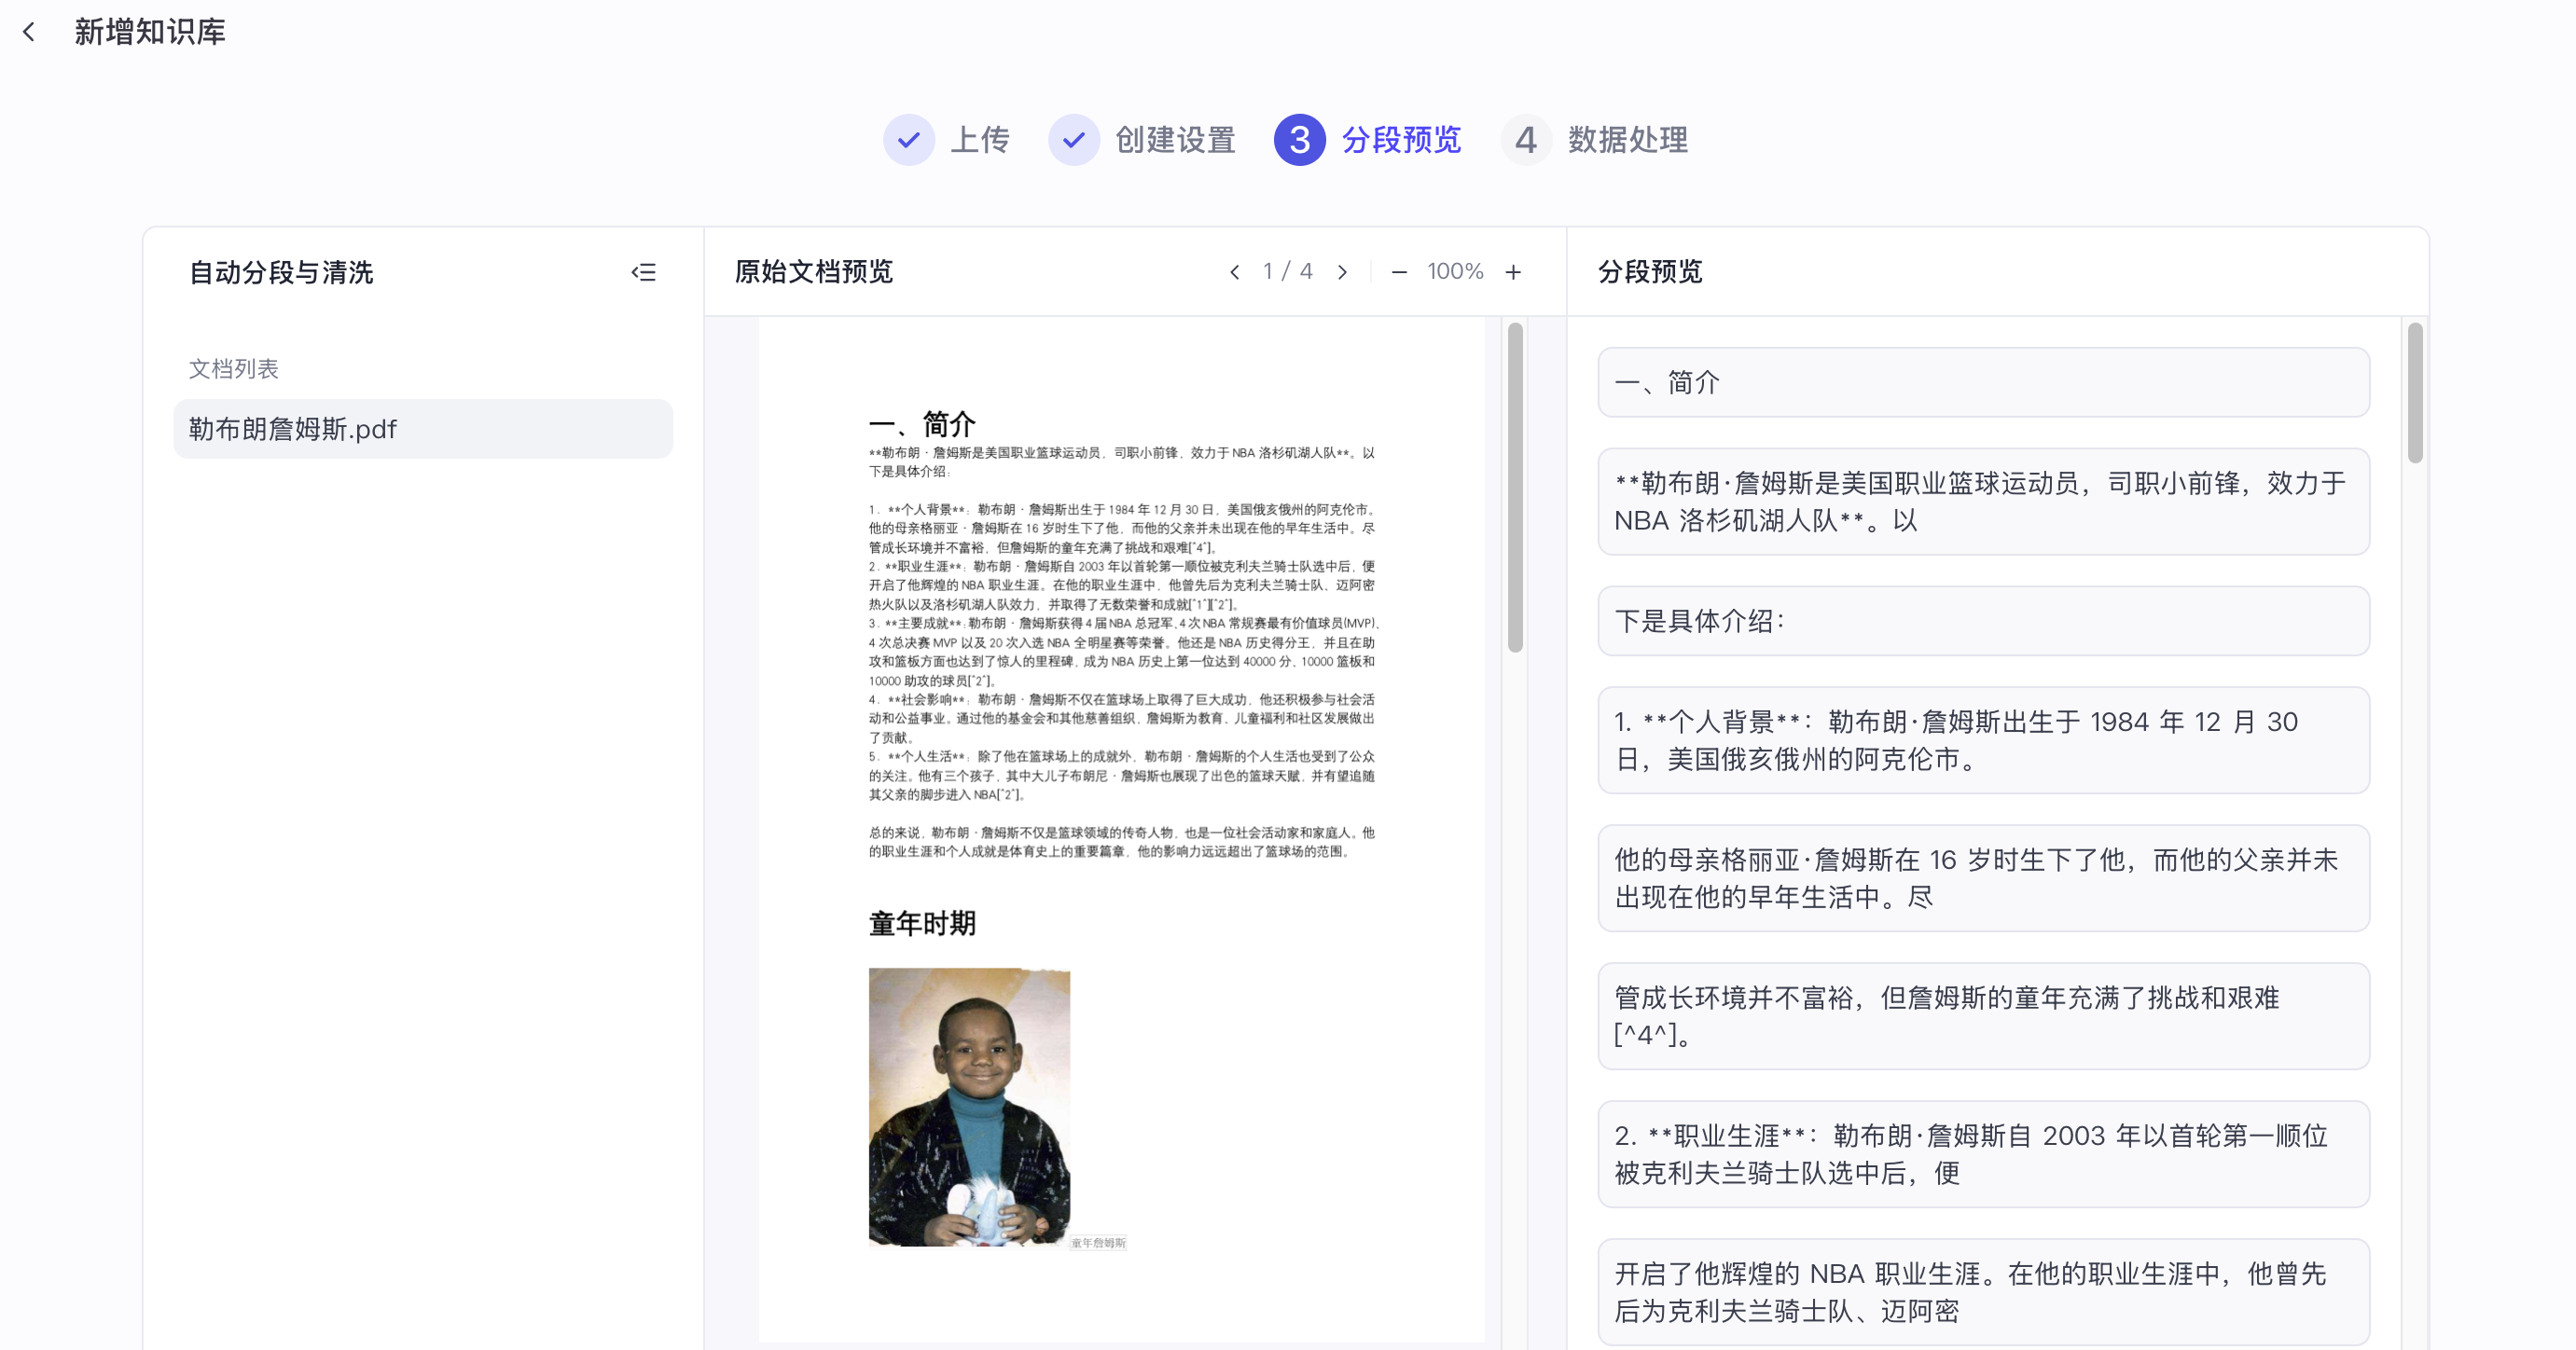 新增知识库
上传
创建设置
3 分段预览
4 数据处理
自动分段与清洗
文档列表
勒布朗詹姆斯.pdf
原始文档预览
1 / 4
100%
一、简介
**勒布朗·詹姆斯是美国职业篮球运动员，司职小前锋，效力于 NBA 洛杉矶湖人队**。以
下是具体介绍：
1. **个人背景**：勒布朗·詹姆斯出生于 1984 年 12 月 30 日，美国俄亥俄州的阿克伦市。
他的母亲格丽亚·詹姆斯在 16 岁时生下了他，而他的父亲并未出现在他的早年生活中。尽
管成长环境并不富裕，但詹姆斯的童年充满了挑战和艰难[^4^]。
2. **职业生涯**：勒布朗·詹姆斯自 2003 年以首轮第一顺位被克利夫兰骑士队选中后，便
开启了他辉煌的 NBA 职业生涯。在他的职业生涯中，他曾先后为克利夫兰骑士队、迈阿密
热火队以及洛杉矶湖人队效力，并取得了无数荣誉和成就[^1^][^2^]。
3. **主要成就**：勒布朗·詹姆斯获得 4 届 NBA 总冠军、4 次 NBA 常规赛最有价值球员(MVP)、
4 次总决赛 MVP 以及 20 次入选 NBA 全明星赛等荣誉。他还是 NBA 历史得分王，并且在助
攻和篮板方面也达到了惊人的里程碑，成为 NBA 历史上第一位达到 40000 分、10000 篮板和
10000 助攻的球员[^2^]。
4. **社会影响**：勒布朗·詹姆斯不仅在篮球场上取得了巨大成功，他还积极参与社会活
动和公益事业。通过他的基金会和其他慈善组织，詹姆斯为教育、儿童福利和社区发展做出
了贡献。
5. **个人生活**：除了他在篮球场上的成就外，勒布朗·詹姆斯的个人生活也受到了公众
的关注。他有三个孩子，其中大儿子布朗尼·詹姆斯也展现了出色的篮球天赋，并有望追随
其父亲的脚步进入 NBA[^2^]。
总的来说，勒布朗·詹姆斯不仅是篮球领域的传奇人物，也是一位社会活动家和家庭人。他
的职业生涯和个人成就是体育史上的重要篇章，他的影响力远远超出了篮球场的范围。
童年时期
童年詹姆斯
分段预览
一、简介
**勒布朗·詹姆斯是美国职业篮球运动员，司职小前锋，效力于
NBA 洛杉矶湖人队**。以
下是具体介绍：
1. **个人背景**：勒布朗·詹姆斯出生于 1984 年 12 月 30
日，美国俄亥俄州的阿克伦市。
他的母亲格丽亚·詹姆斯在 16 岁时生下了他，而他的父亲并未
出现在他的早年生活中。尽
管成长环境并不富裕，但詹姆斯的童年充满了挑战和艰难
[^4^]。
2. **职业生涯**：勒布朗·詹姆斯自 2003 年以首轮第一顺位
被克利夫兰骑士队选中后，便
开启了他辉煌的 NBA 职业生涯。在他的职业生涯中，他曾先
后为克利夫兰骑士队、迈阿密